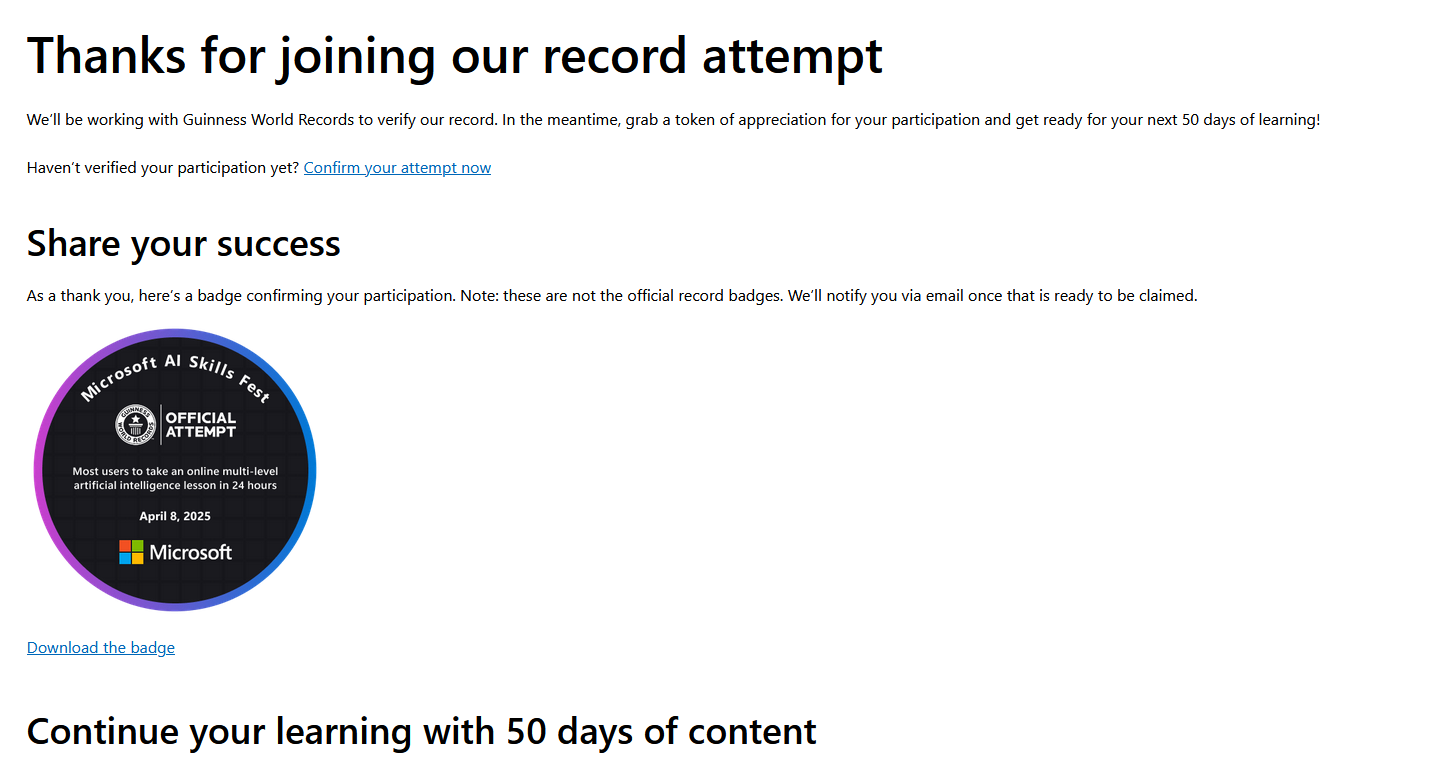 Thanks for joining our record attempt
We'll be working with Guinness World Records to verify our record. In the meantime, grab a token of appreciation for your participation and get ready for your next 50 days of learning!
Haven't verified your participation yet? Confirm your attempt now
Share your success
As a thank you, here's a badge confirming your participation. Note: these are not the official record badges. We'll notify you via email once that is ready to be claimed.
Microsoft AI Skills Fest
GUINNESS WORLD RECORDS
OFFICIAL
ATTEMPT
Most users to take an online multi-level
artificial intelligence lesson in 24 hours
April 8, 2025
Microsoft
Download the badge
Continue your learning with 50 days of content